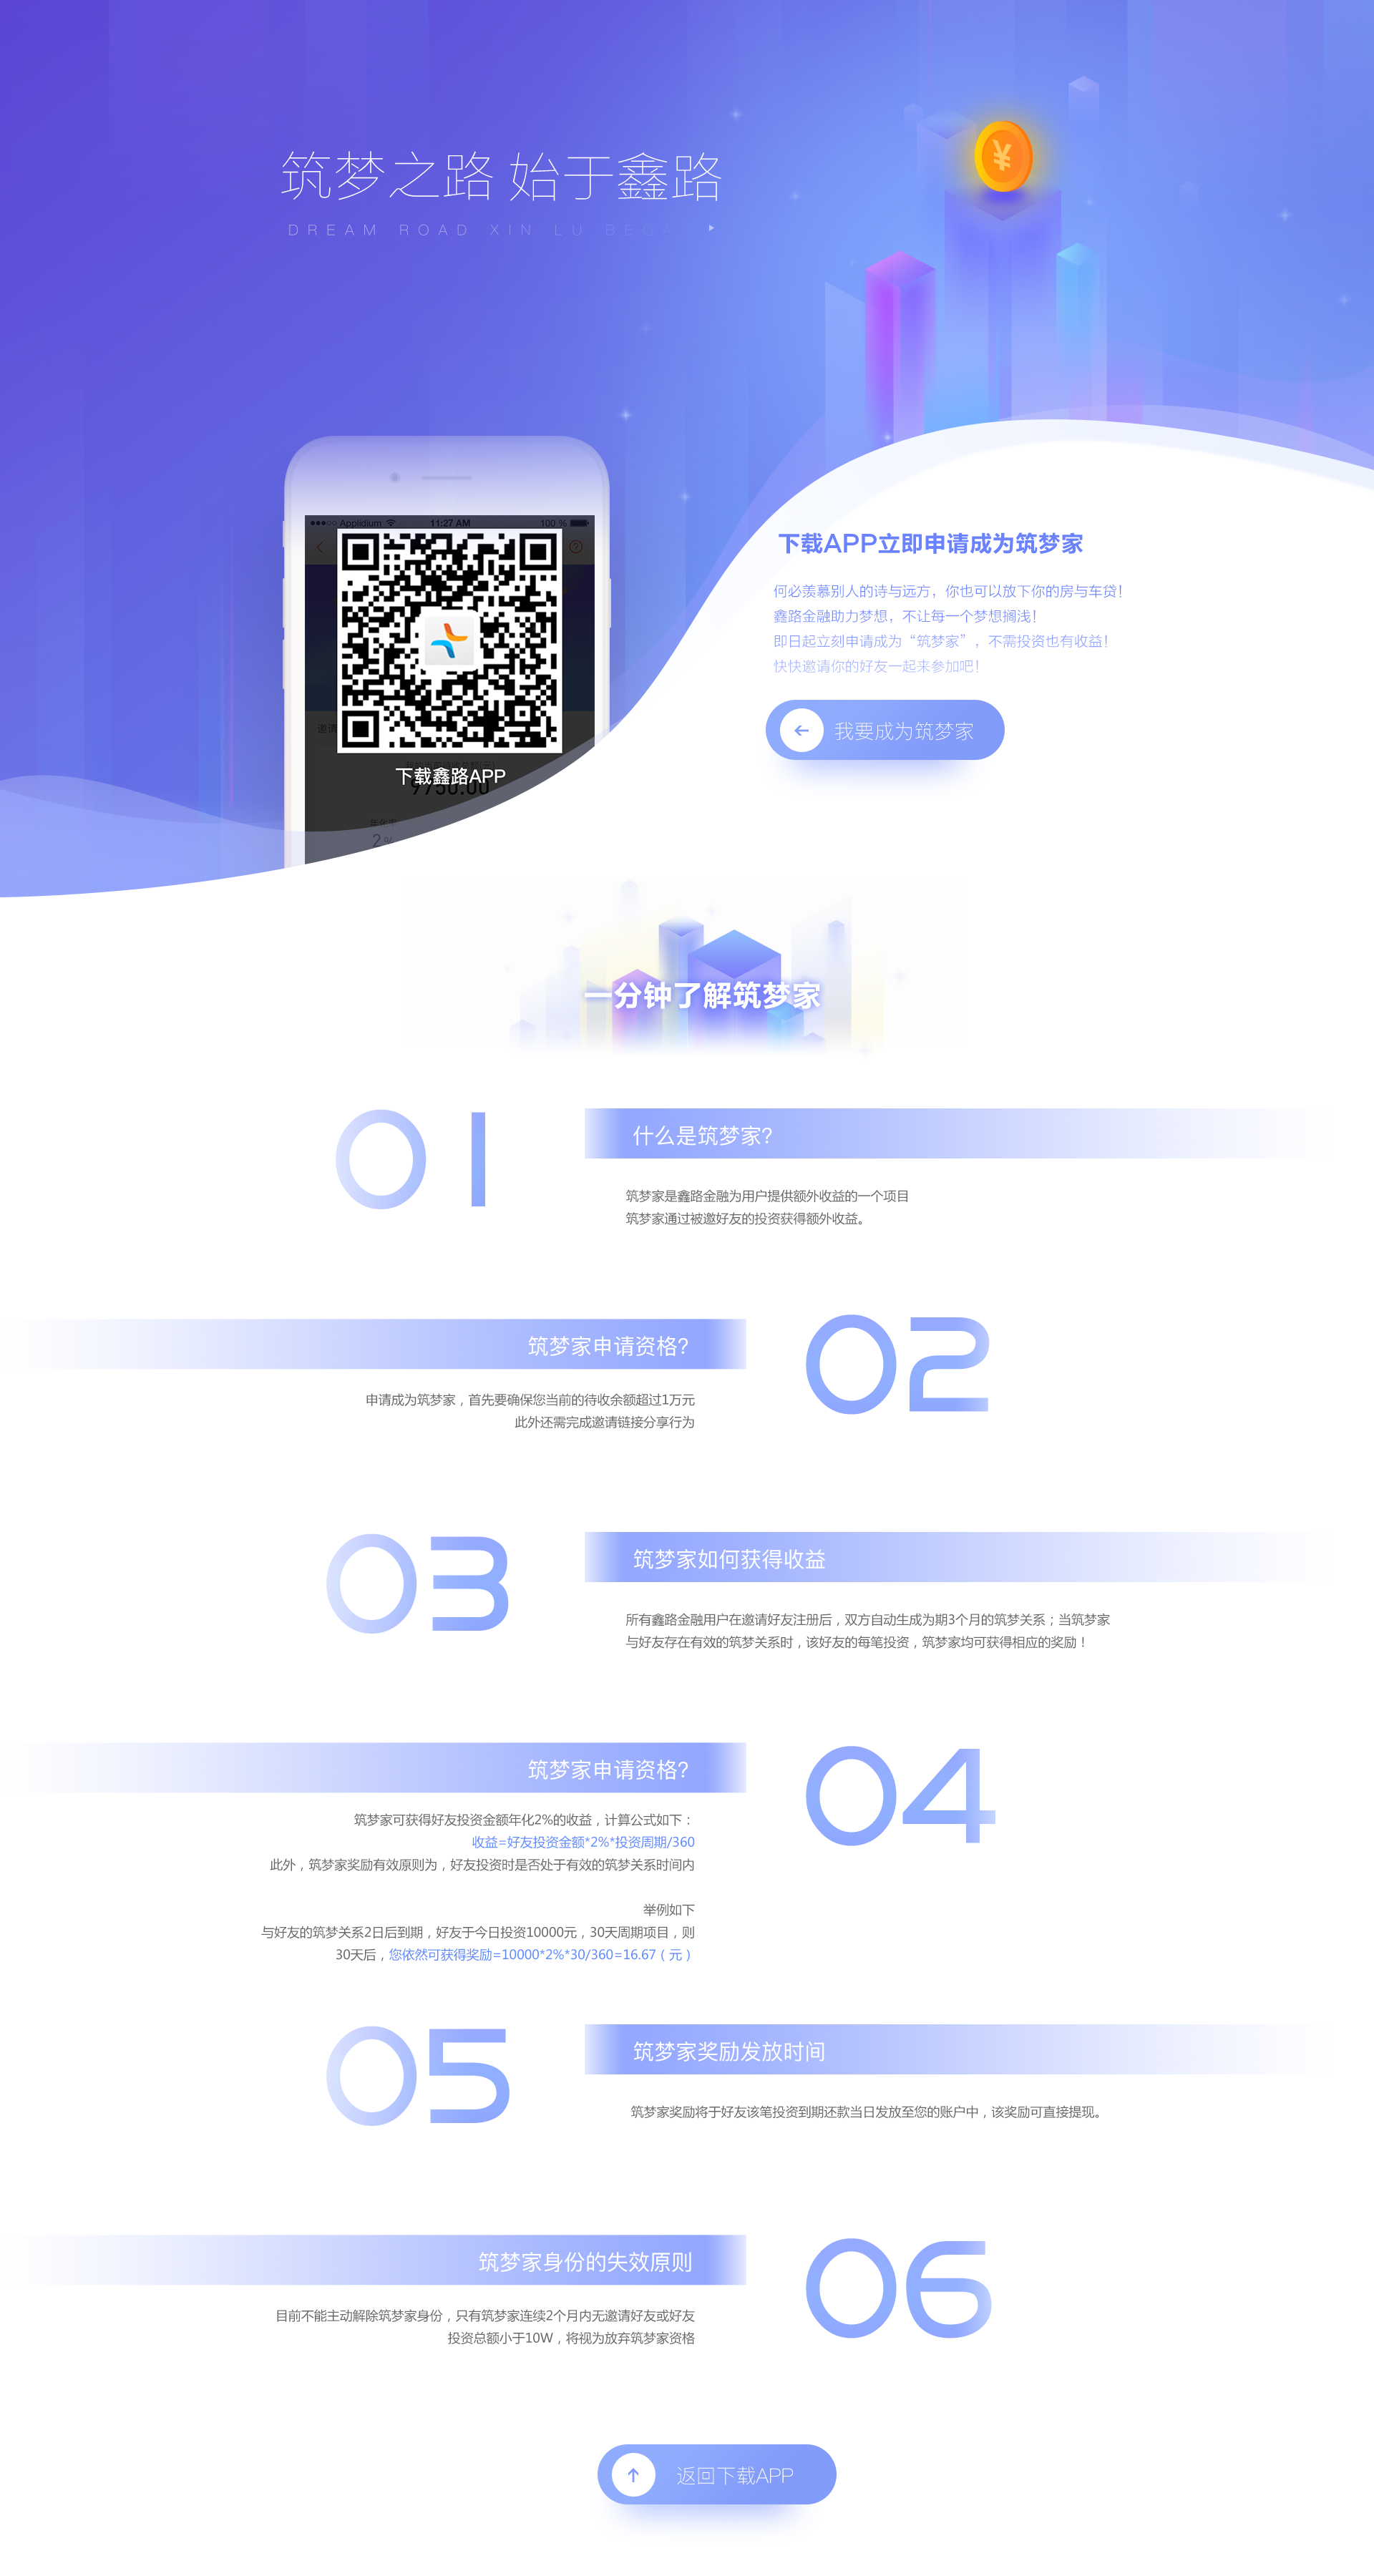 筑梦之路 始于鑫路
DREAM ROAD XIN LU BEGA
Applidium 11:27 AM 100 %
下载鑫路APP
9750.00
2%
下载APP立即申请成为筑梦家
何必羡慕别人的诗与远方，你也可以放下你的房与车贷！
鑫路金融助力梦想，不让每一个梦想搁浅！
即日起立刻申请成为“筑梦家”，不需投资也有收益！
快快邀请你的好友一起来参加吧！
我要成为筑梦家
一分钟了解筑梦家
01
什么是筑梦家？
筑梦家是鑫路金融为用户提供额外收益的一个项目
筑梦家通过被邀好友的投资获得额外收益。
筑梦家申请资格？
02
申请成为筑梦家，首先要确保您当前的待收余额超过1万元
此外还需完成邀请链接分享行为
03
筑梦家如何获得收益
所有鑫路金融用户在邀请好友注册后，双方自动生成为期3个月的筑梦关系；当筑梦家
与好友存在有效的筑梦关系时，该好友的每笔投资，筑梦家均可获得相应的奖励！
筑梦家申请资格？
04
筑梦家可获得好友投资金额年化2%的收益，计算公式如下：
收益=好友投资金额*2%*投资周期/360
此外，筑梦家奖励有效原则为，好友投资时是否处于有效的筑梦关系时间内
举例如下
与好友的筑梦关系2日后到期，好友于今日投资10000元，30天周期项目，则
30天后，您依然可获得奖励=10000*2%*30/360=16.67（元）
05
筑梦家奖励发放时间
筑梦家奖励将于好友该笔投资到期还款当日发放至您的账户中，该奖励可直接提现。
筑梦家身份的失效原则
06
目前不能主动解除筑梦家身份，只有筑梦家连续2个月内无邀请好友或好友
投资总额小于10W，将视为放弃筑梦家资格
返回下载APP